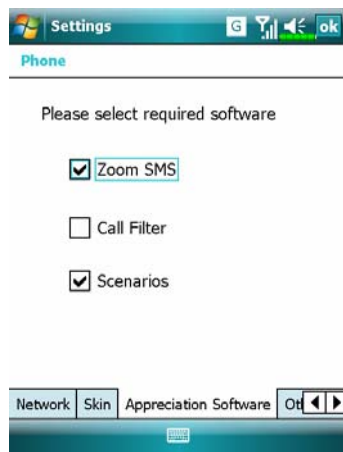 Settings G ok
Phone
Please select required software
Zoom SMS
Call Filter
Scenarios
Network Skin Appreciation Software